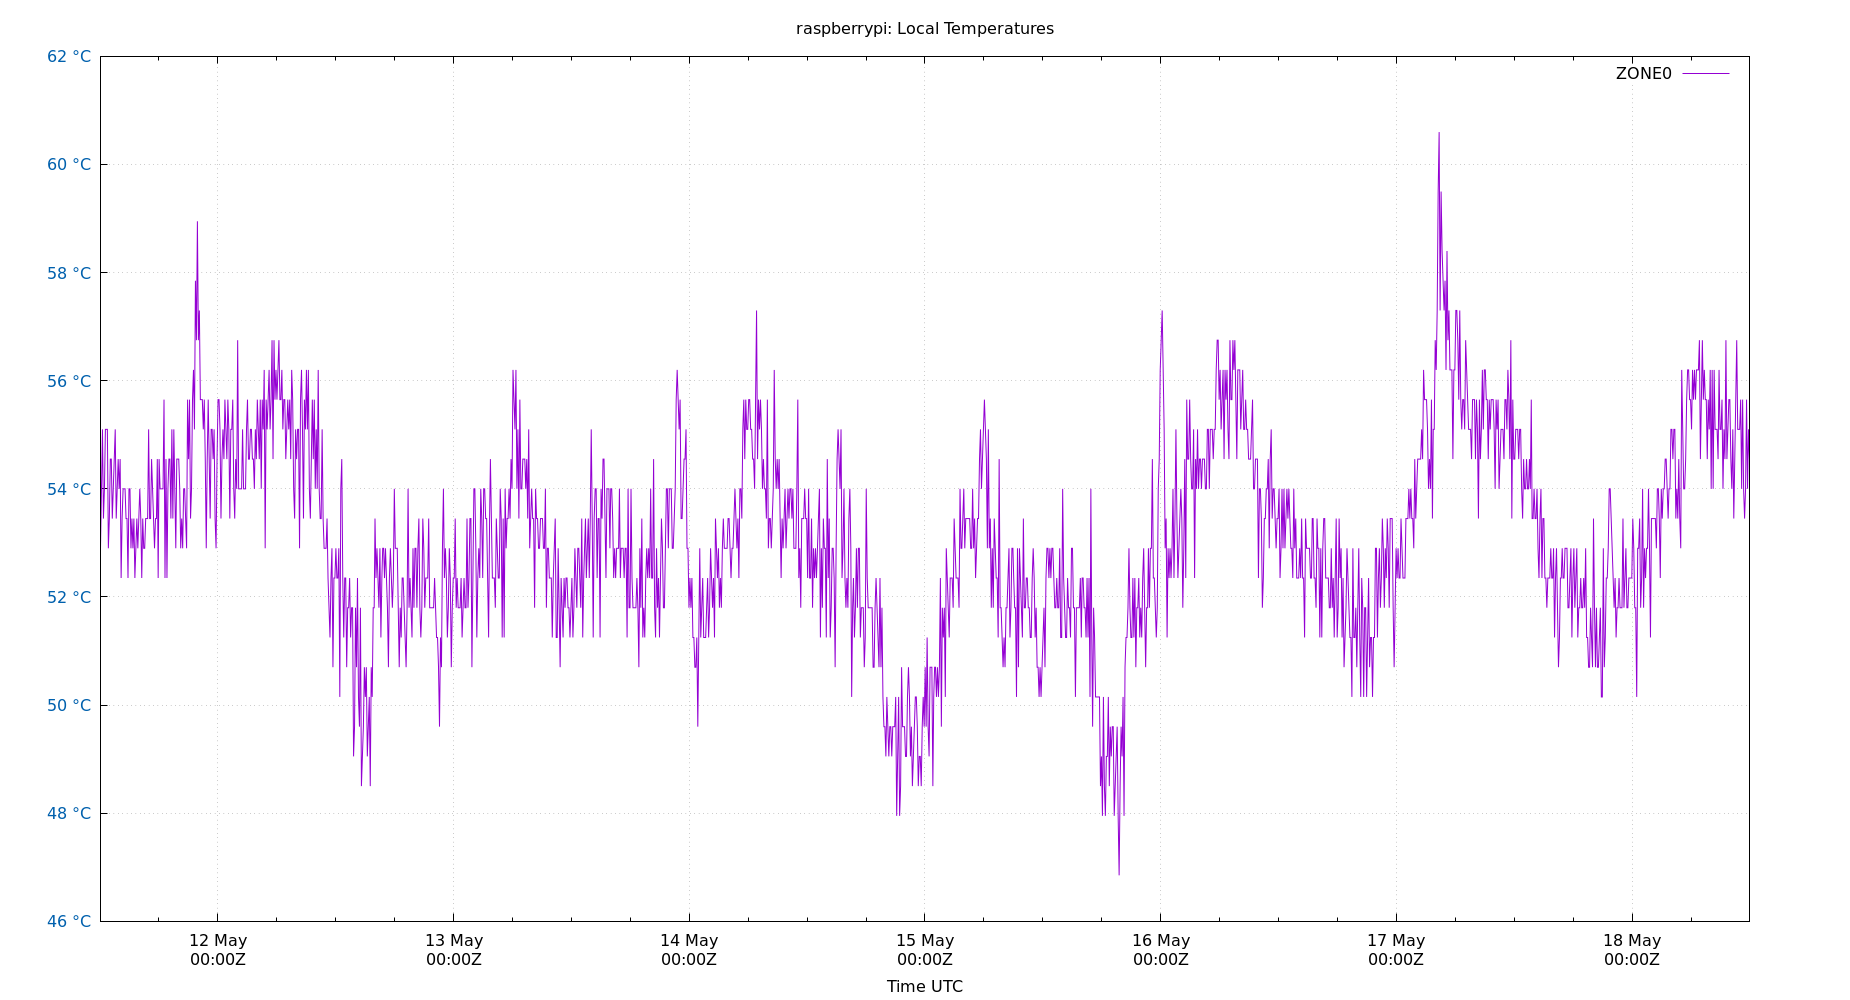 raspberrypi: Local Temperatures
62 °C
ZONE0
60 °C
58 °C
56 °C
54 °C
52 °C
50 °C
48 °C
46 °C
12 May 13 May 14 May 15 May 16 May 17 May 18 May
00:00Z 00:00Z 00:00Z 00:00Z 00:00Z 00:00Z 00:00Z
Time UTC